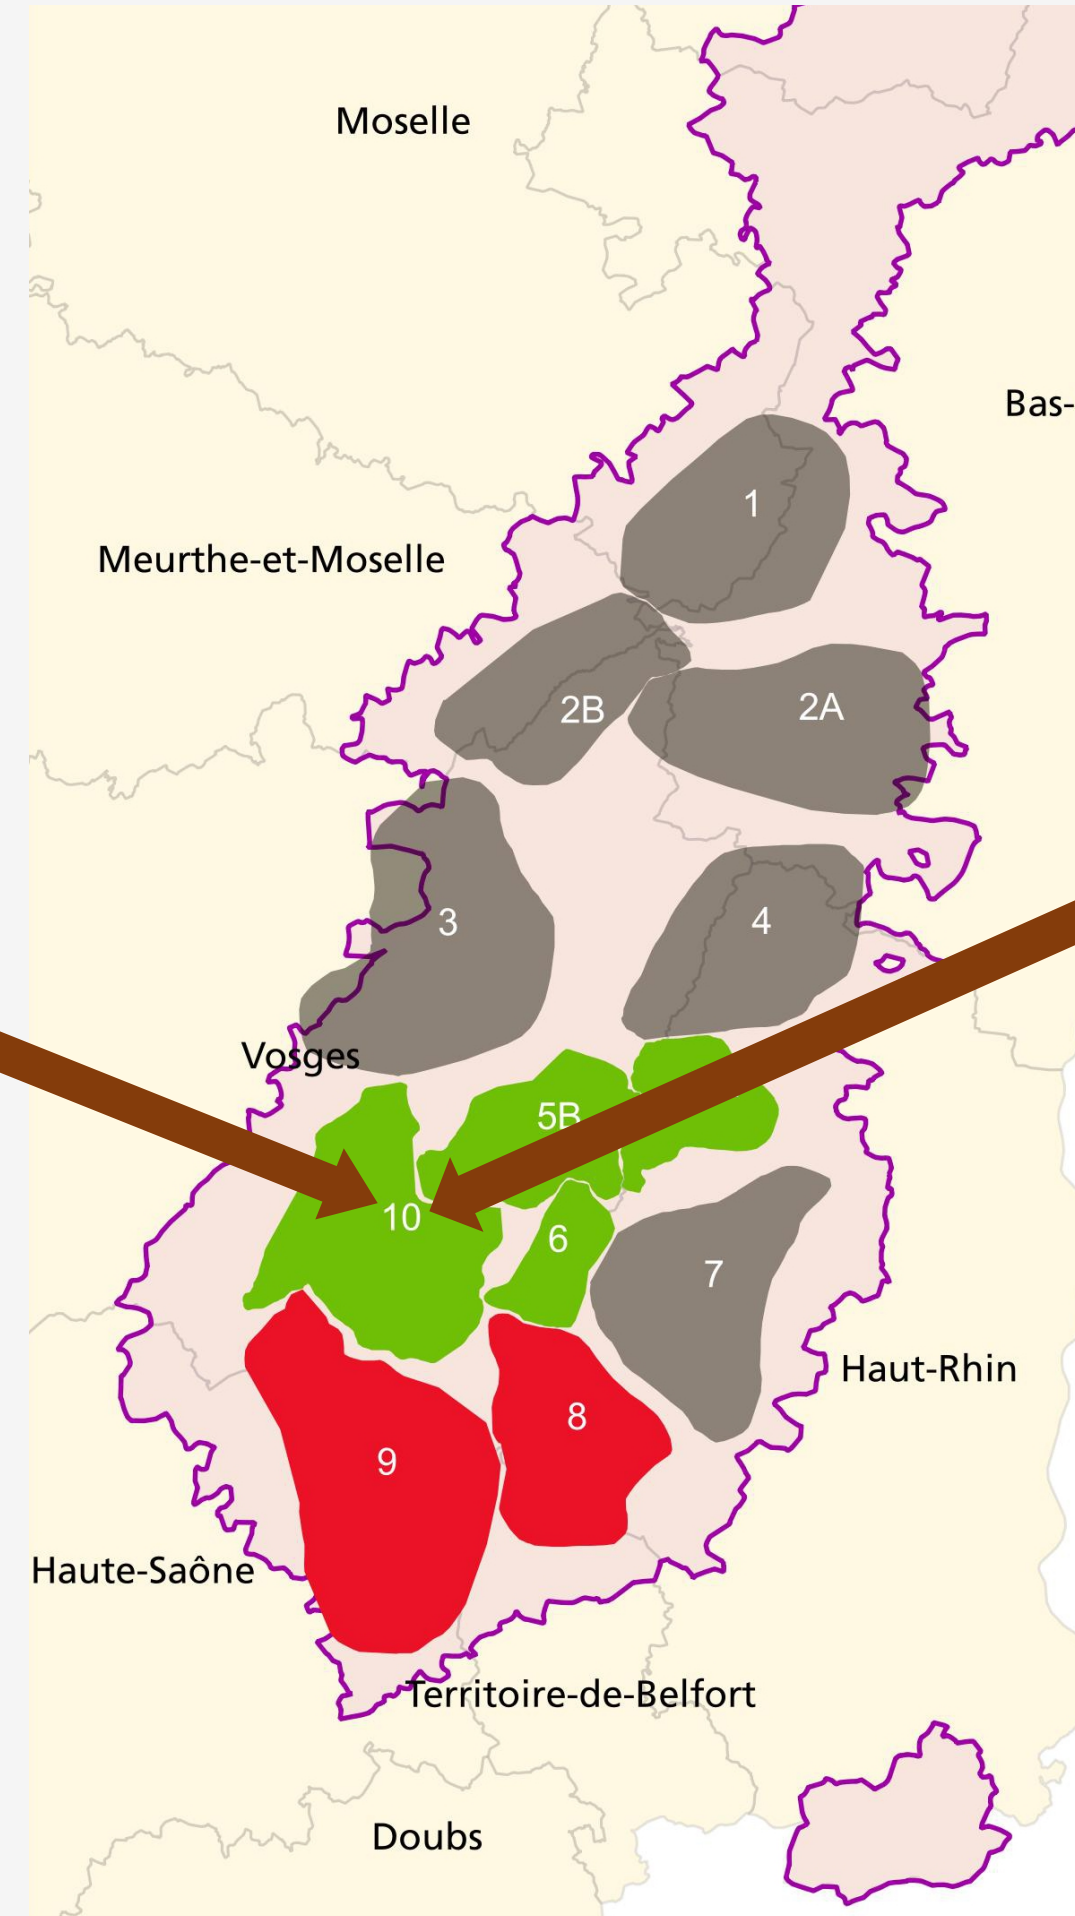 Moselle
Bas-
1
Meurthe-et-Moselle
2B
2A
3
4
Vosges
5B
10
6
7
Haut-Rhin
8
9
Haute-Saône
Territoire-de-Belfort
Doubs